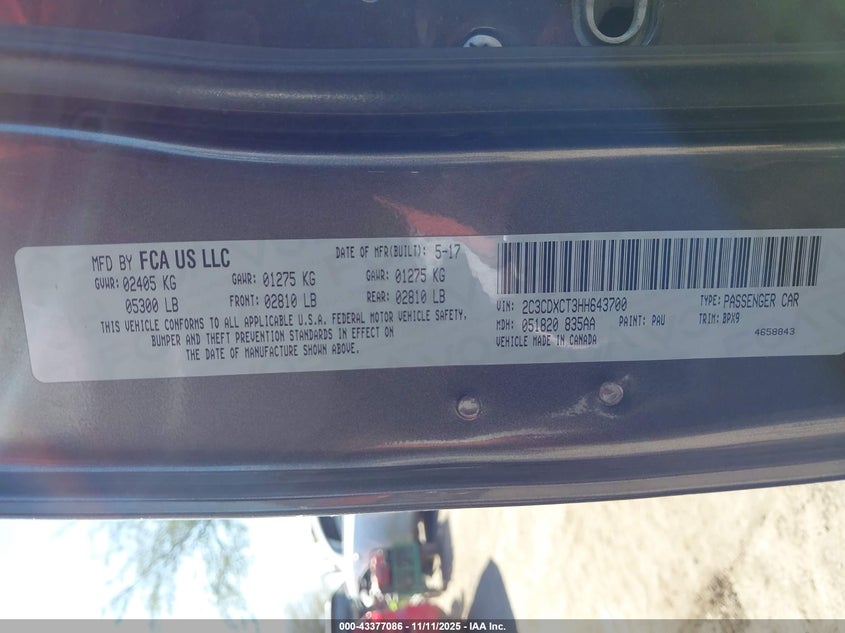 MFD BY FCA US LLC
DATE OF MFR(BUILT): 5-17
GVWR: 02405 KG
GAWR: 01275 KG
GAWR: 01275 KG
05300 LB
FRONT: 02810 LB
REAR: 02810 LB
THIS VEHICLE CONFORMS TO ALL APPLICABLE U.S.A. FEDERAL MOTOR VEHICLE SAFETY,
BUMPER AND THEFT PREVENTION STANDARDS IN EFFECT ON
THE DATE OF MANUFACTURE SHOWN ABOVE.
VIN: 2C3CDXCT3HH643700
TYPE: PASSENGER CAR
MDH: 051820 835AA
PAINT: PAU
TRIM: BPX9
VEHICLE MADE IN CANADA
4658843
000-43377086 - 11/11/2025 - IAA Inc.